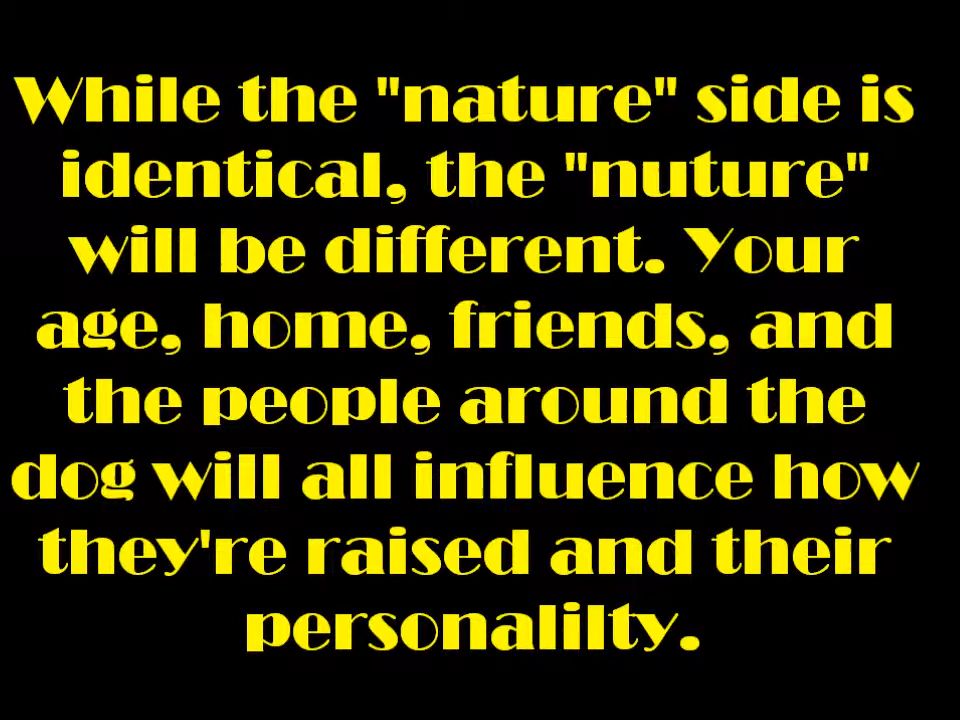 While the "nature" side is
identical, the "nuture"
will be different. Your
age, home, friends, and
the people around the
dog will all influence how
they're raised and their
personalilty.